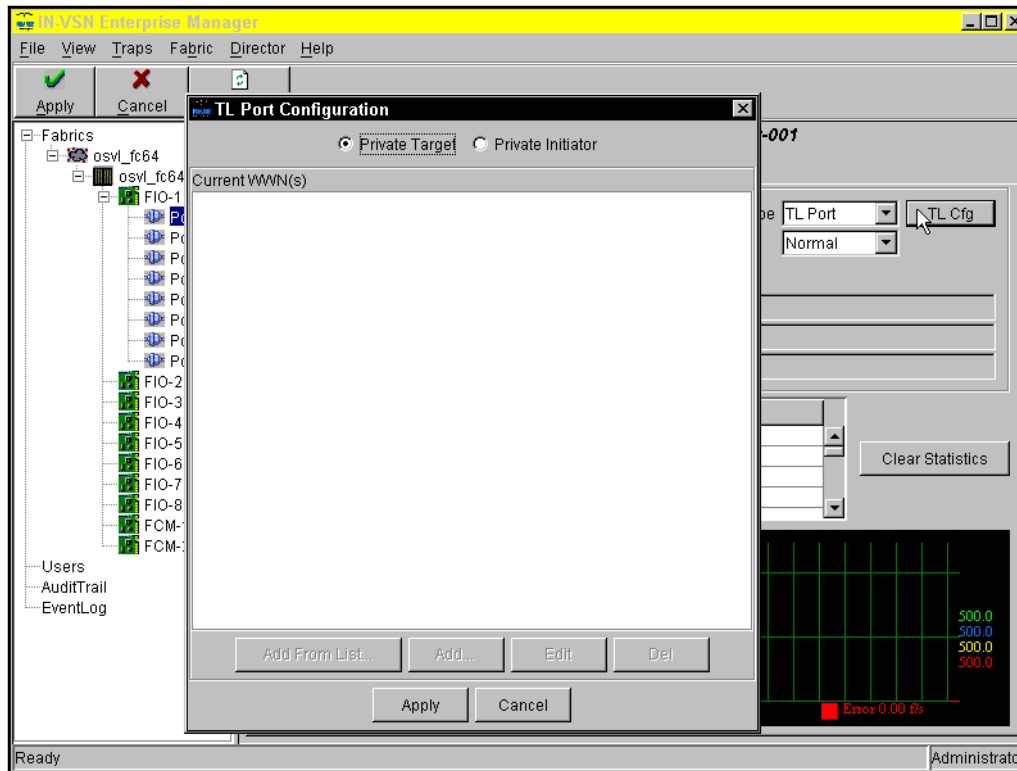 IN-VSN Enterprise Manager
File View Traps Fabric Director Help
Apply Cancel
TL Port Configuration
Private Target Private Initiator
Current WWN(s)
Add From List... Add... Edit Del
Apply Cancel
Fabrics
osvl_fc64
osvl_fc64
FIO-1
FIO-2
FIO-3
FIO-4
FIO-5
FIO-6
FIO-7
FIO-8
FCM-
FCM-
Users
AuditTrail
EventLog
-001
TL Port TL Cfg
Normal
Clear Statistics
500.0
500.0
500.0
500.0
Error 0.00 f/s
Ready Administrato